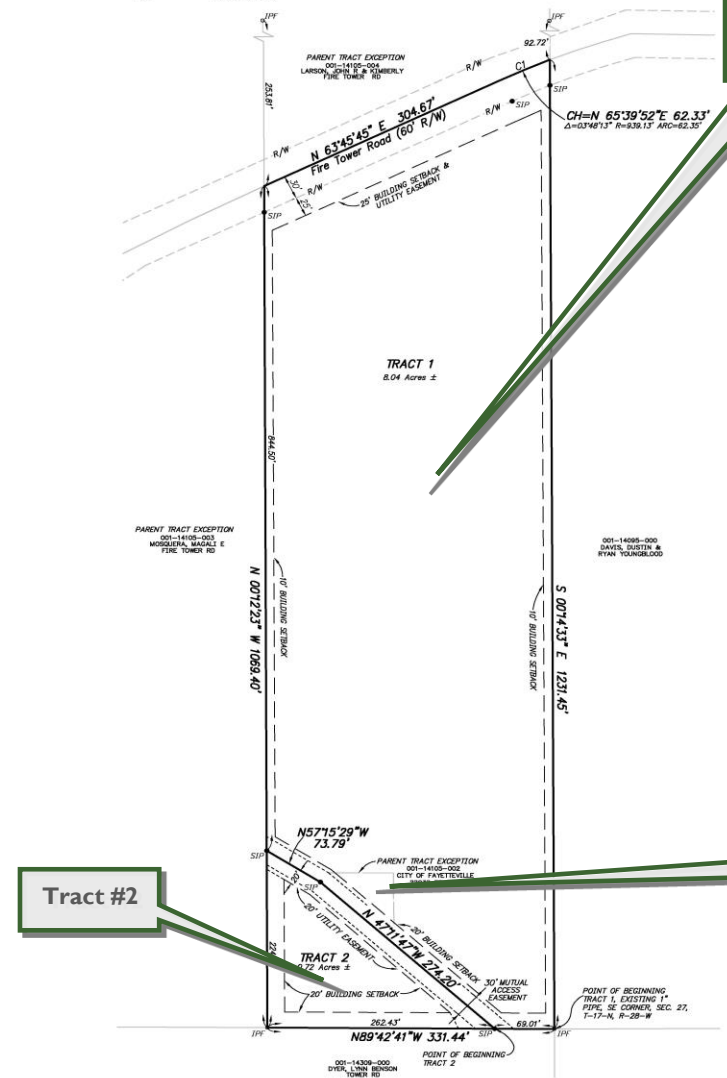 IPF
IPF
92.72'
PARENT TRACT EXCEPTION
001-14105-004
LARSON, JOHN R & KIMBERLY
FIRE TOWER RD
R/W
C1
SIP
253.81'
R/W
SIP
CH=N 65°39'52"E 62.33'
Δ=03°48'13" R=939.13' ARC=62.35'
N 63°45'45" E 304.67'
Fire Tower Road (60' R/W)
R/W
R/W
30'
25'
25' BUILDING SETBACK &
UTILITY EASEMENT
SIP
TRACT 1
8.04 Acres ±
844.50'
PARENT TRACT EXCEPTION
001-14105-003
MOSQUERA, MAGALI E
FIRE TOWER RD
001-14095-000
DAVIS, DUSTIN &
RYAN YOUNGBLOOD
N 00°12'23" W 1069.40'
10' BUILDING SETBACK
10' BUILDING SETBACK
S 00°14'33" E 1231.45'
N57°15'29"W
73.79'
SIP
PARENT TRACT EXCEPTION
001-14105-002
CITY OF FAYETTEVILLE
SIP
Tract #2
20' UTILITY EASEMENT
N 47°11'47"W 274.20'
20' BUILDING SETBACK
TRACT 2
Acres ±
20' BUILDING SETBACK
30' MUTUAL
ACCESS
EASEMENT
POINT OF BEGINNING
TRACT 1, EXISTING 1"
PIPE, SE CORNER, SEC. 27,
T-17-N, R-28-W
262.43'
69.01'
IPF
SIP
IPF
N89°42'41"W 331.44'
POINT OF BEGINNING
TRACT 2
001-14309-000
DYER, LYNN BENSON
TOWER RD